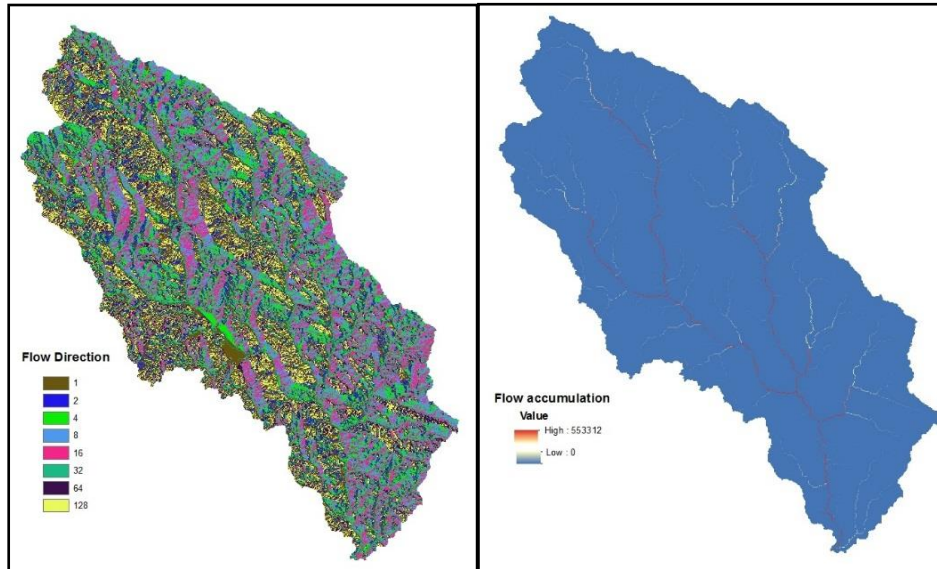 Flow Direction
1
2
4
8
16
32
64
128
Flow accumulation
Value
High : 553312
Low : 0